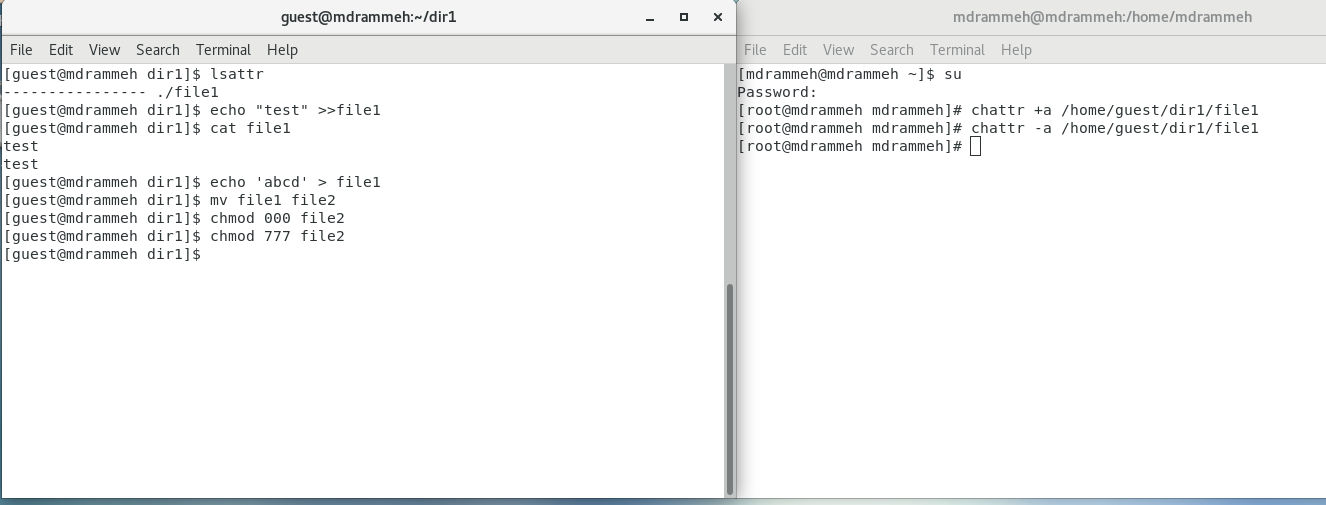 guest@mdrammeh:~/dir1
File Edit View Search Terminal Help
[guest@mdrammeh dir1]$ lsattr
---------------- ./file1
[guest@mdrammeh dir1]$ echo "test" >>file1
[guest@mdrammeh dir1]$ cat file1
test
test
[guest@mdrammeh dir1]$ echo 'abcd' > file1
[guest@mdrammeh dir1]$ mv file1 file2
[guest@mdrammeh dir1]$ chmod 000 file2
[guest@mdrammeh dir1]$ chmod 777 file2
[guest@mdrammeh dir1]$
mdrammeh@mdrammeh:/home/mdrammeh
File Edit View Search Terminal Help
[mdrammeh@mdrammeh ~]$ su
Password:
[root@mdrammeh mdrammeh]# chattr +a /home/guest/dir1/file1
[root@mdrammeh mdrammeh]# chattr -a /home/guest/dir1/file1
[root@mdrammeh mdrammeh]#